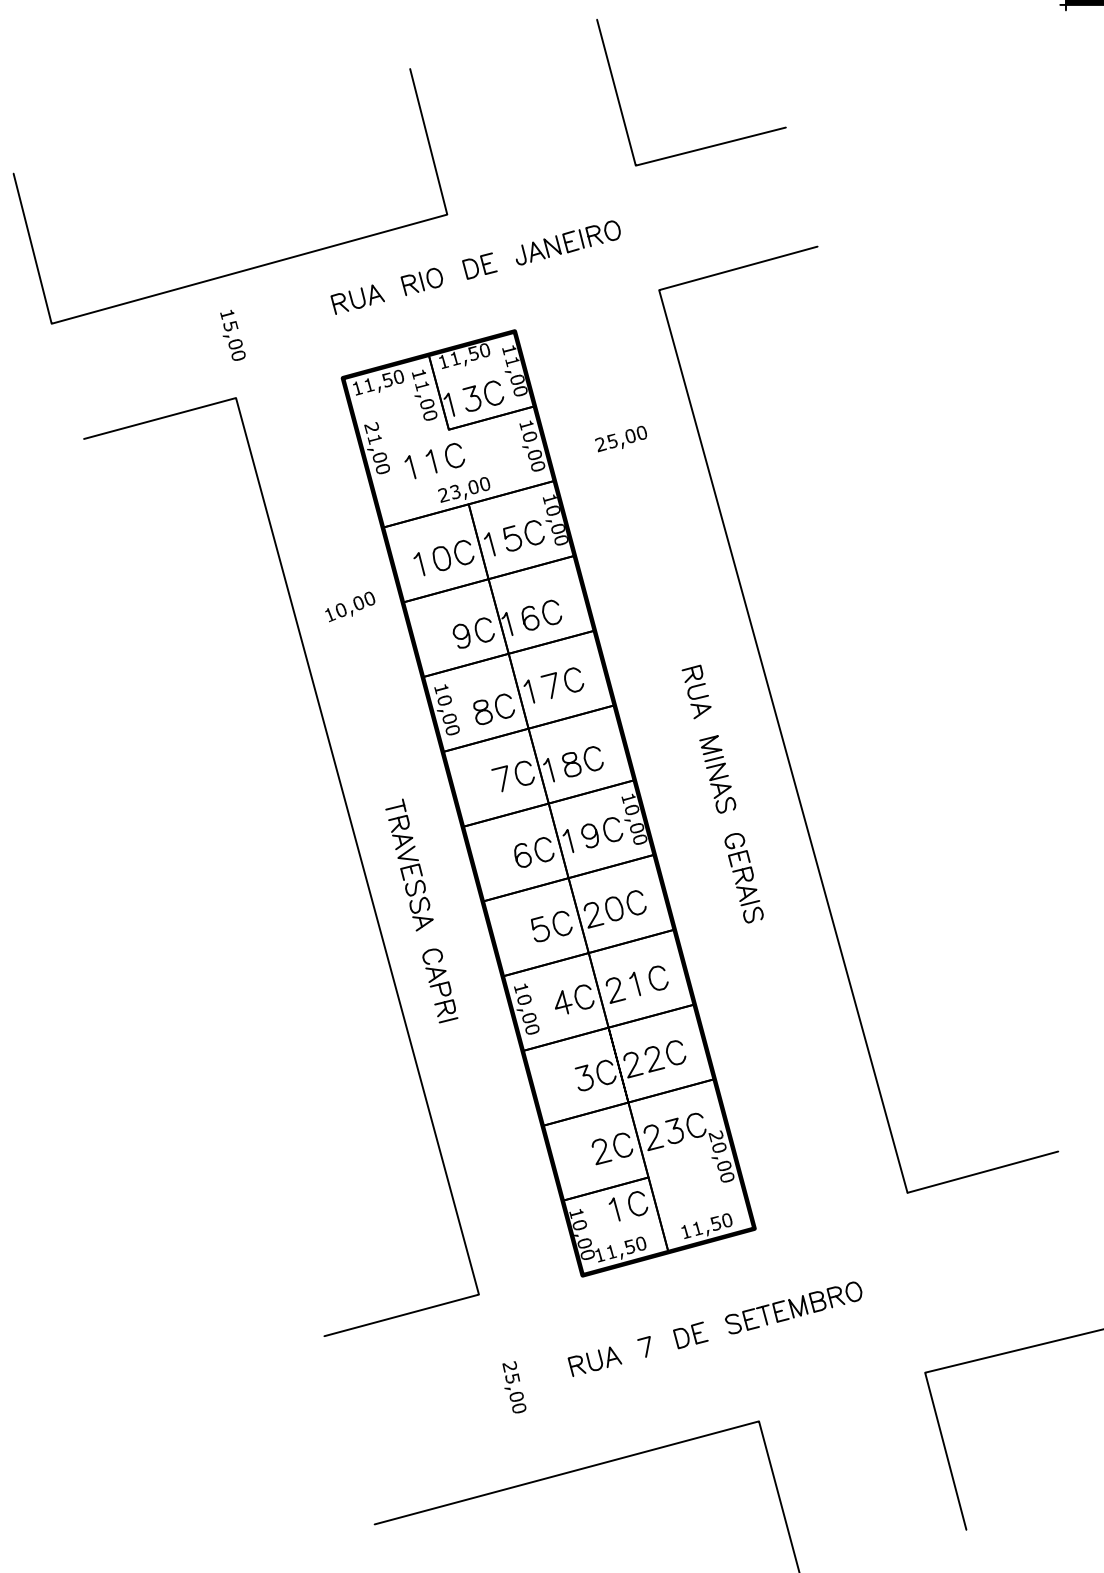 RUA RIO DE JANEIRO
15,00
11,50
11,50
11,00
11,00
13C
21,00
11C
10,00
25,00
23,00
10C
15C
10,00
10,00
9C
16C
10,00
8C
17C
7C
18C
RUA MINAS GERAIS
TRAVESSA CAPRI
6C
19C
10,00
5C
20C
10,00
4C
21C
3C
22C
2C
23C
20,00
1C
10,00
11,50
11,50
RUA 7 DE SETEMBRO
25,00